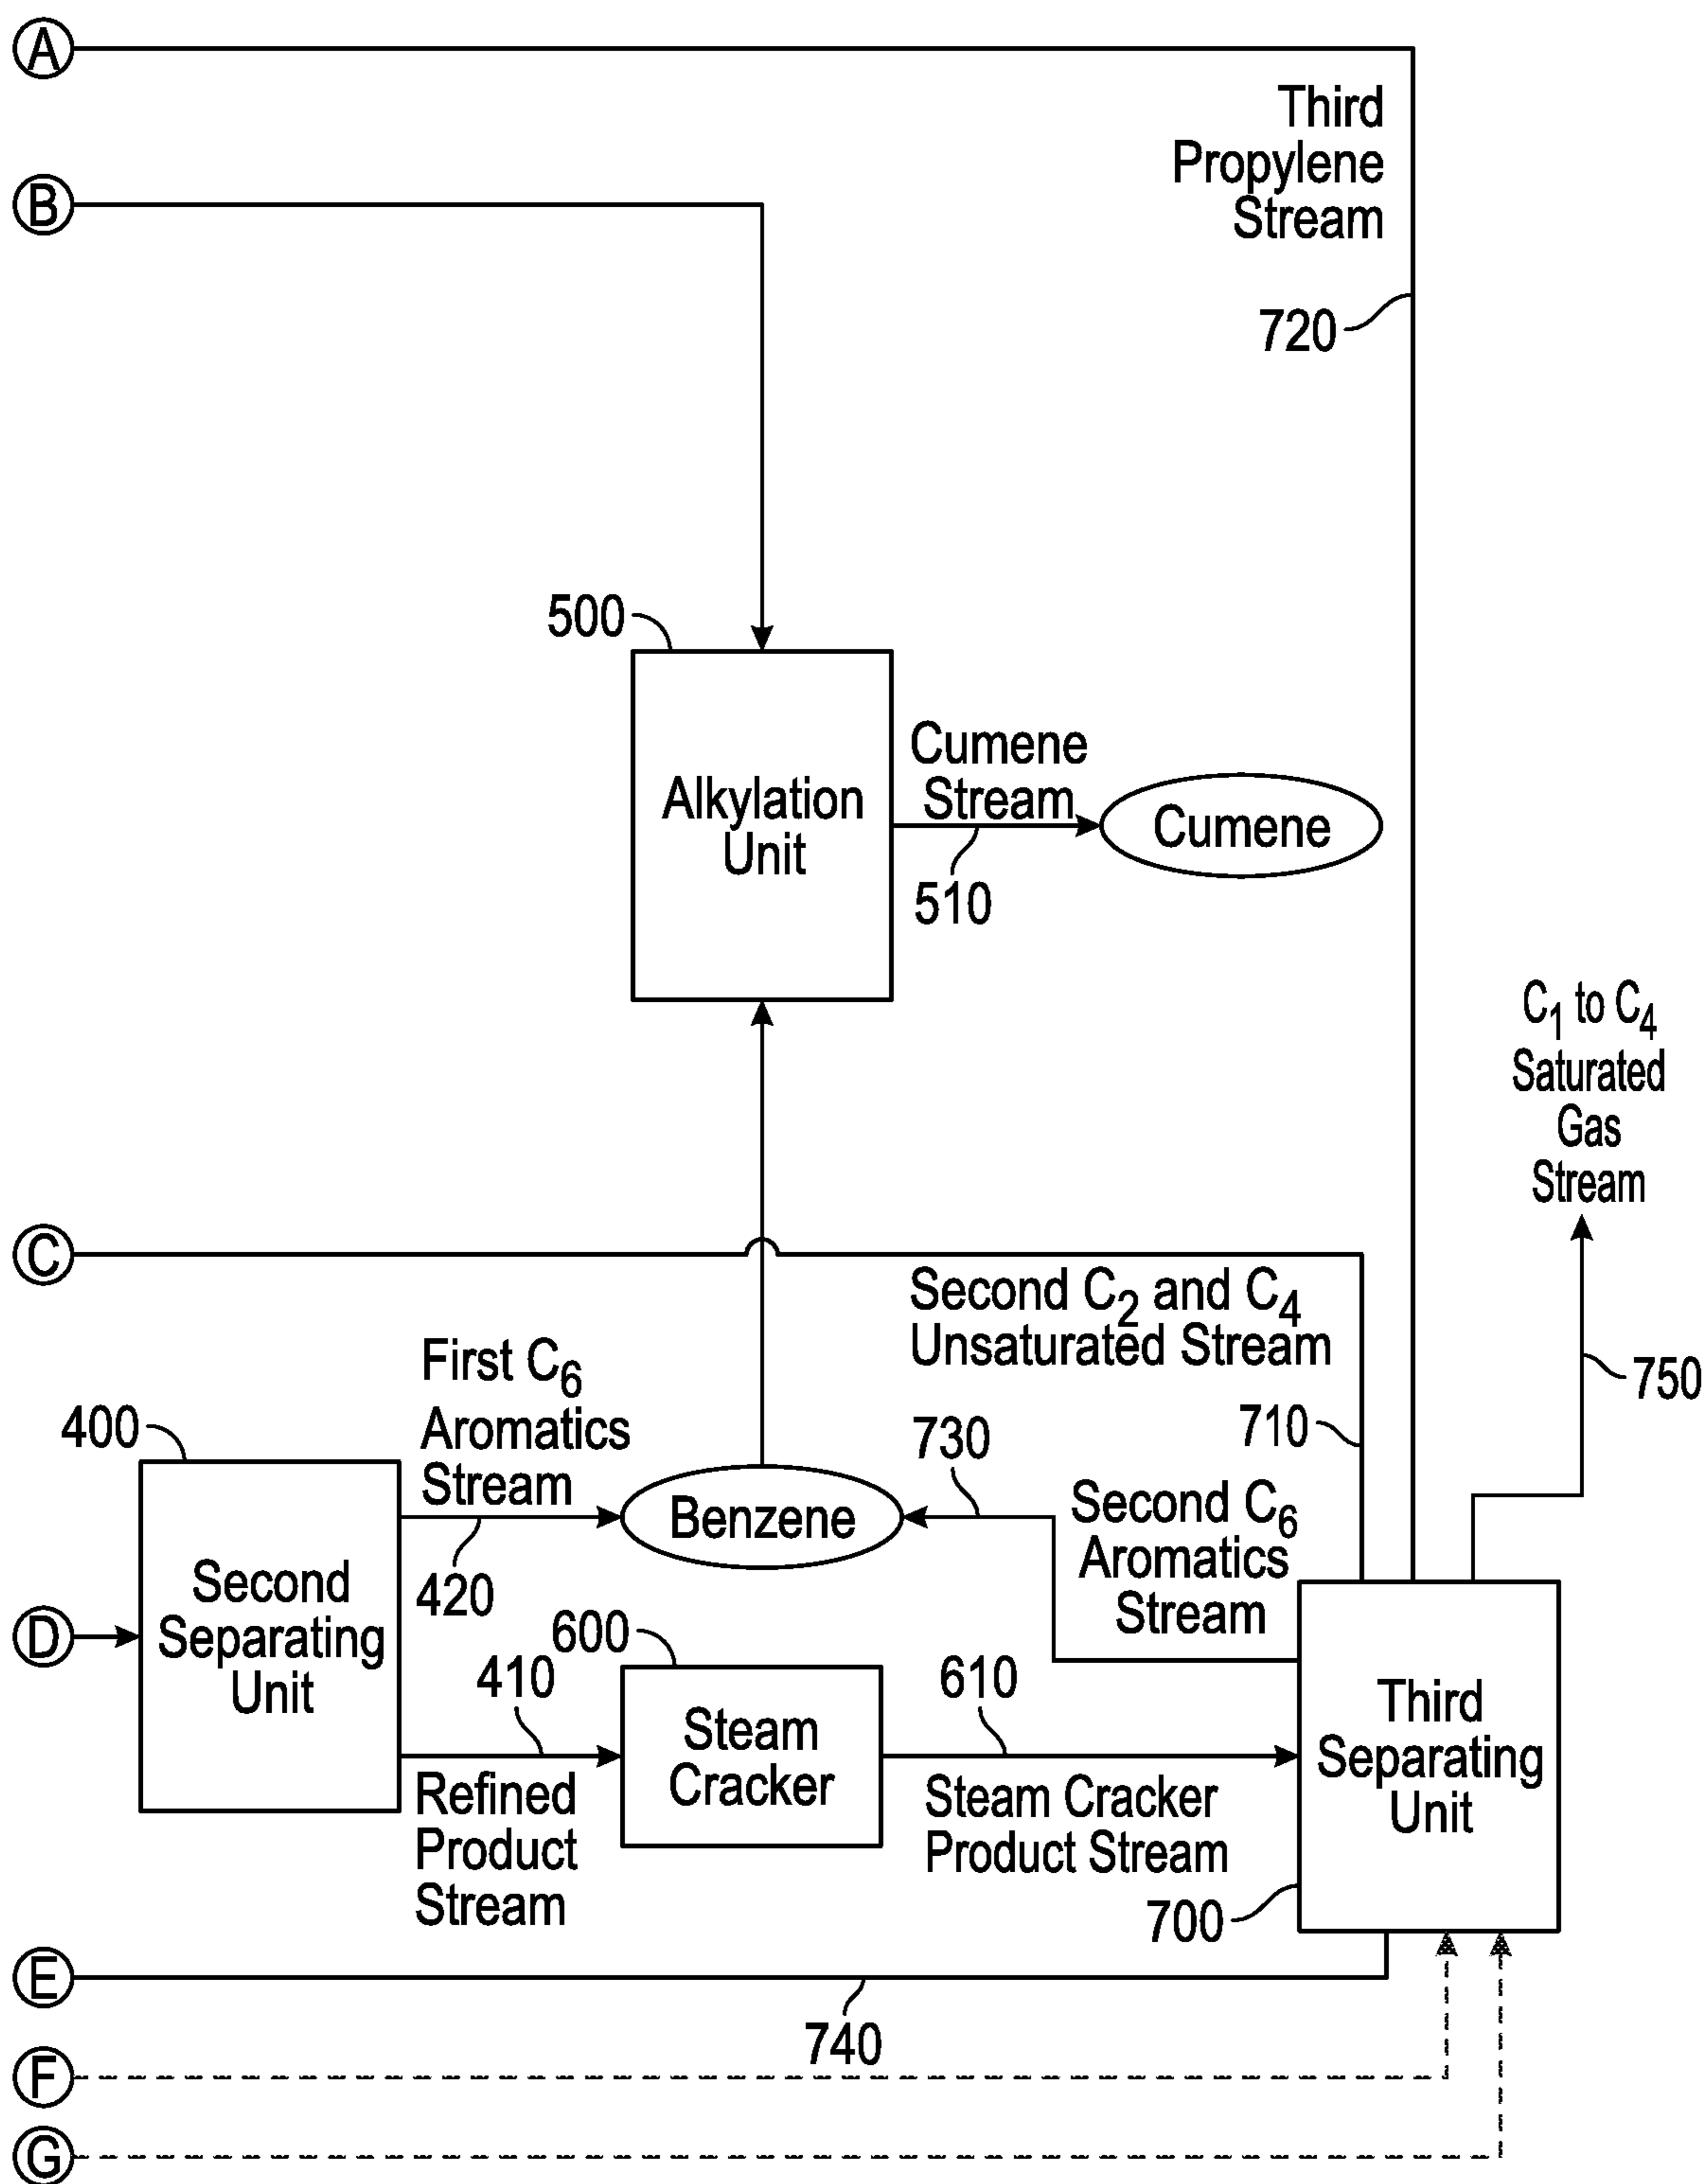 A
Third
Propylene
Stream
B
720
500
Alkylation
Unit
Cumene
Stream
Cumene
510
C₁ to C₄
Saturated
Gas
Stream
C
Second C₂ and C₄
Unsaturated Stream
First C₆
Aromatics
Stream
750
400
730
710
Benzene
Second C₆
Aromatics
Stream
420
Second
Separating
Unit
D
600
410
610
Steam
Cracker
Third
Separating
Unit
Refined
Product
Stream
Steam Cracker
Product Stream
700
E
740
F
G